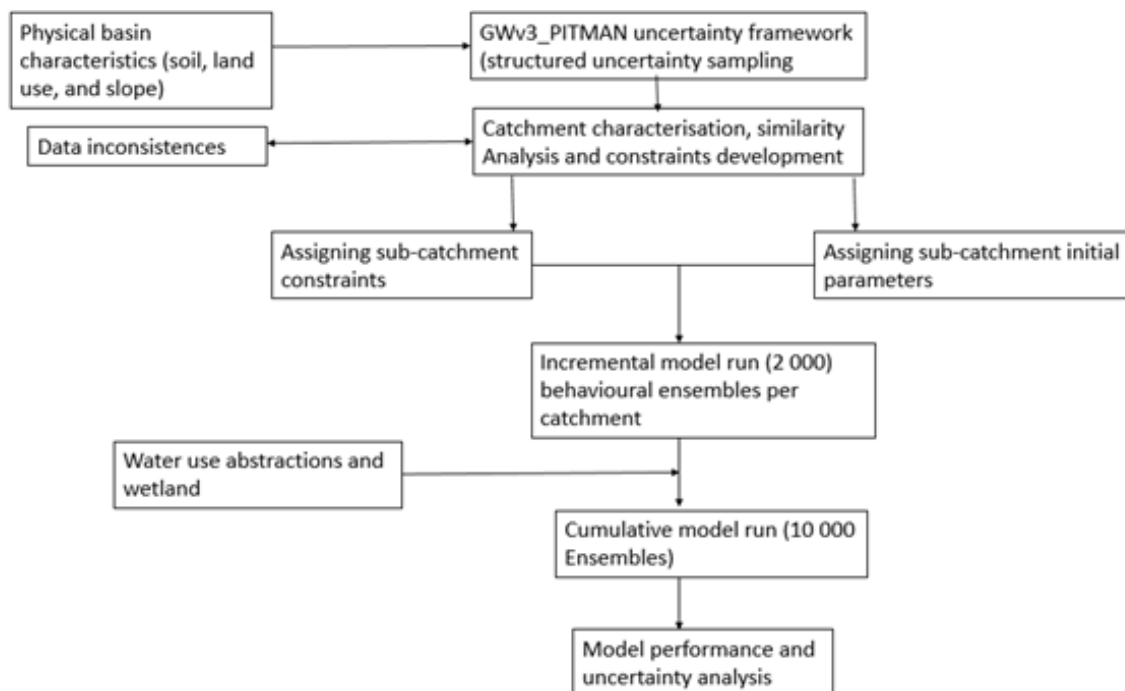 Physical basin
characteristics (soil, land
use, and slope)
GWv3_PITMAN uncertainty framework
(structured uncertainty sampling
Data inconsistences
Catchment characterisation, similarity
Analysis and constraints development
Assigning sub-catchment
constraints
Assigning sub-catchment initial
parameters
Incremental model run (2 000)
behavioural ensembles per
catchment
Water use abstractions and
wetland
Cumulative model run (10 000
Ensembles)
Model performance and
uncertainty analysis